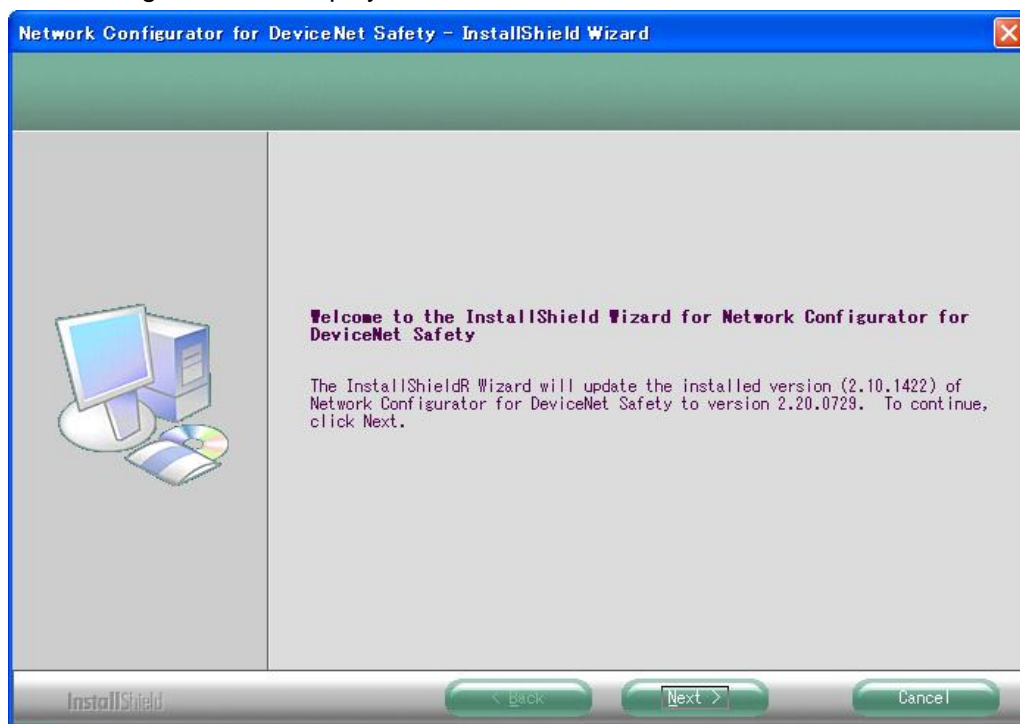 Network Configurator for DeviceNet Safety - InstallShield Wizard
Welcome to the InstallShield Wizard for Network Configurator for
DeviceNet Safety
The InstallShieldR Wizard will update the installed version (2.10.1422) of
Network Configurator for DeviceNet Safety to version 2.20.0729. To continue,
click Next.
InstallShield
< Back
Next >
Cancel